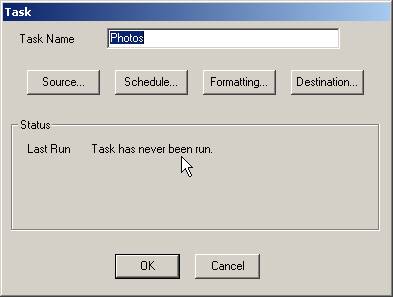 Task
Task Name Photos
Source... Schedule... Formatting... Destination...
Status
Last Run Task has never been run.
OK Cancel